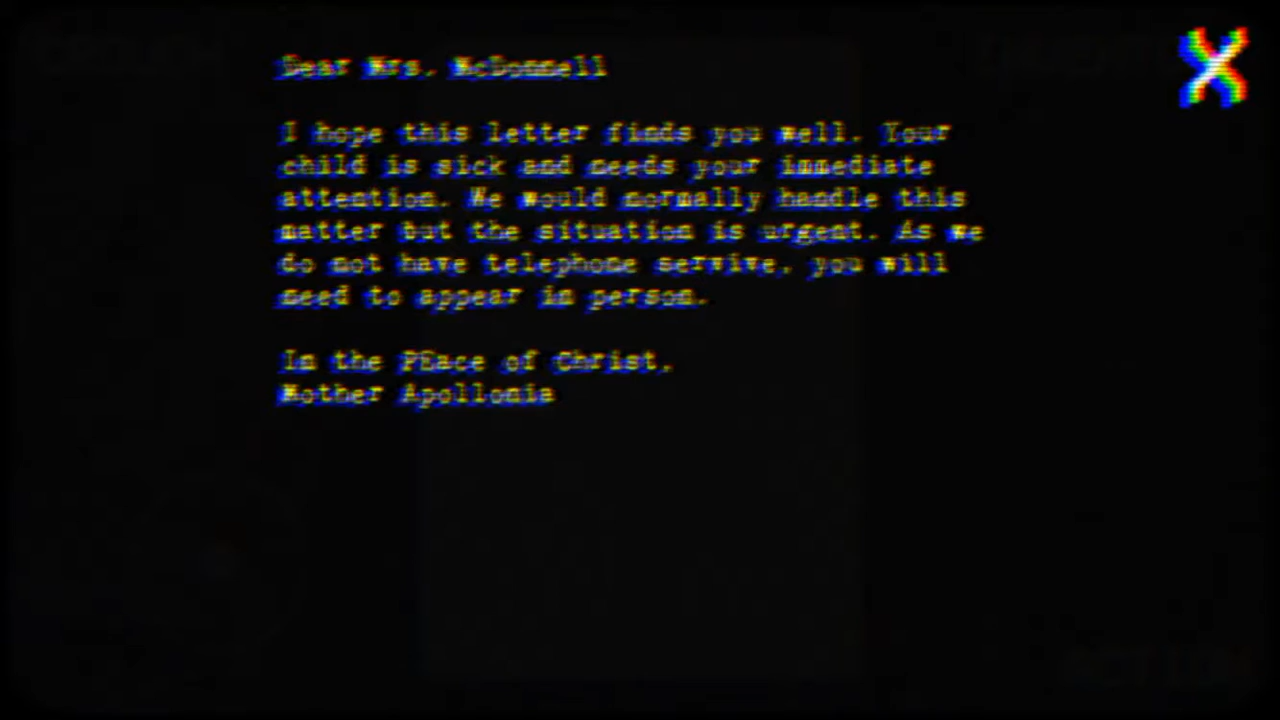 Dear Mrs. McDonnell
I hope this letter finds you well. Your
child is sick and needs your immediate
attention. We would normally handle this
matter but the situation is urgent. As we
do not have telephone servive, you will
need to appear in person.
In the PEace of Christ,
Mother Apollonia
X